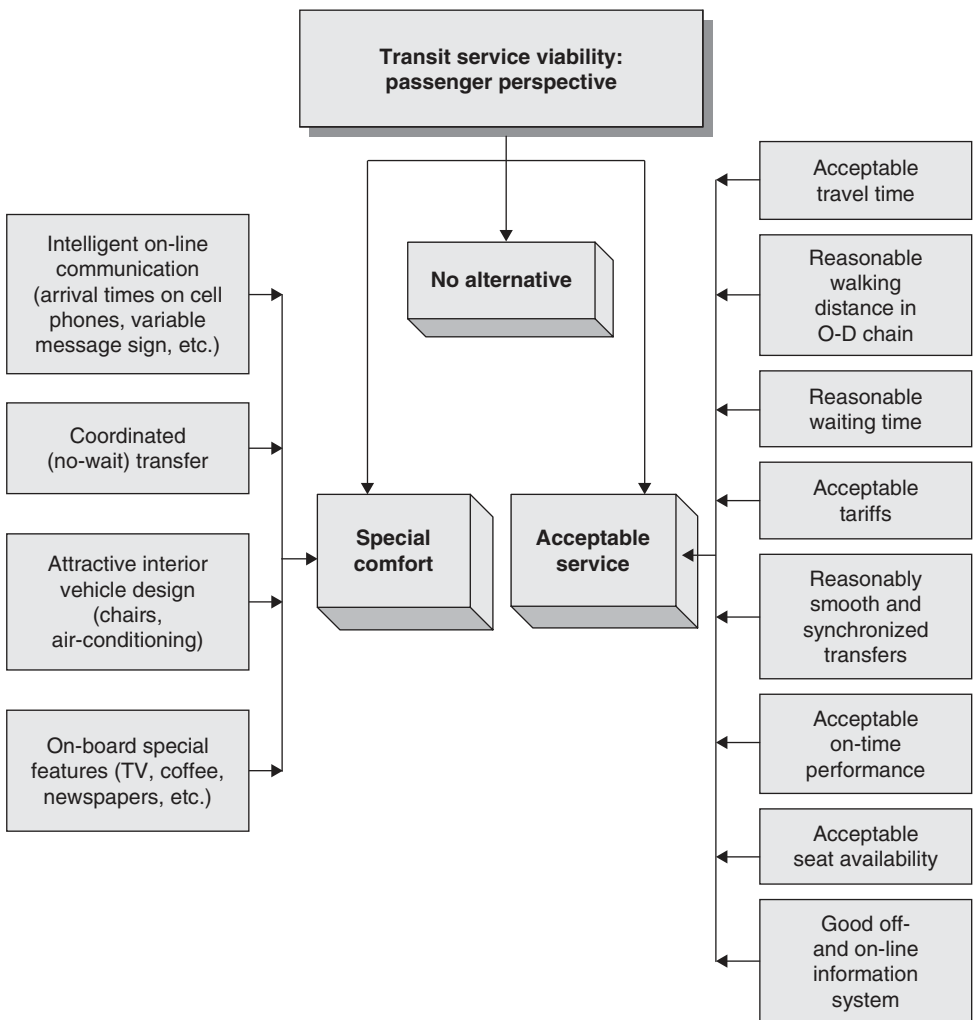 Transit service viability:
passenger perspective
No alternative
Special
comfort
Acceptable
service
Intelligent on-line
communication
(arrival times on cell
phones, variable
message sign, etc.)
Coordinated
(no-wait) transfer
Attractive interior
vehicle design
(chairs,
air-conditioning)
On-board special
features (TV, coffee,
newspapers, etc.)
Acceptable
travel time
Reasonable
walking
distance in
O-D chain
Reasonable
waiting time
Acceptable
tariffs
Reasonably
smooth and
synchronized
transfers
Acceptable
on-time
performance
Acceptable
seat availability
Good off-
and on-line
information
system